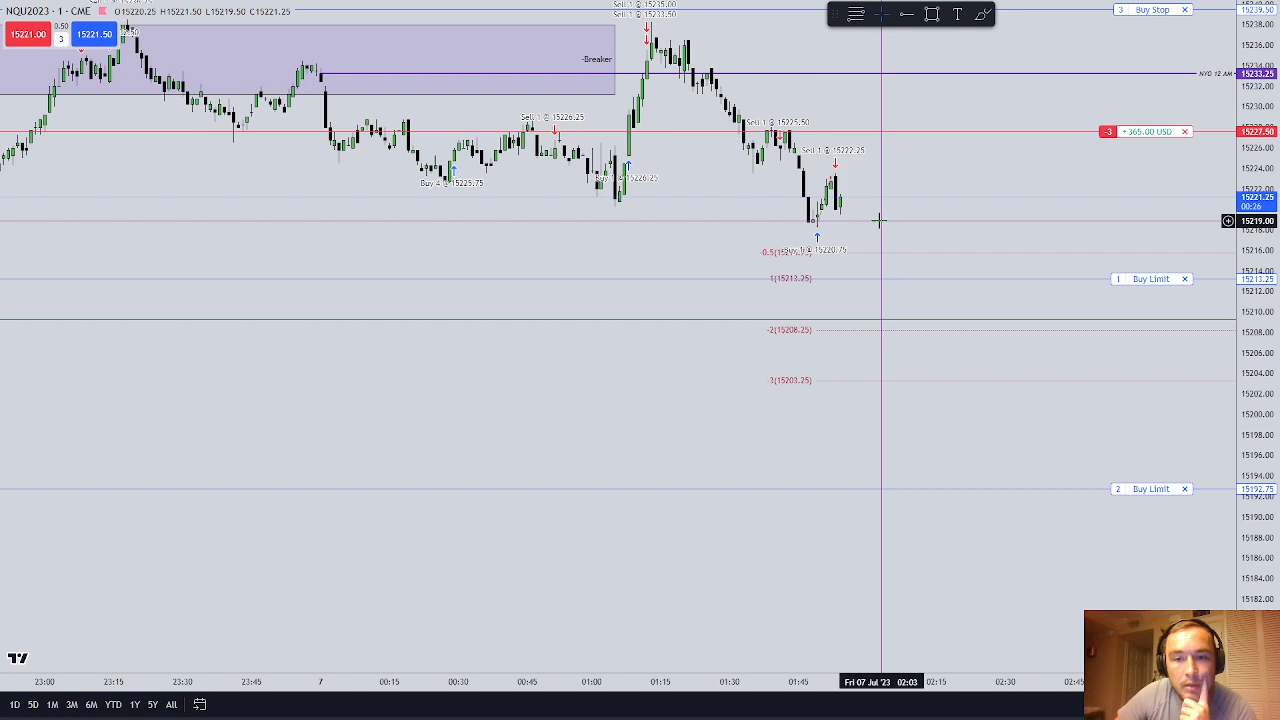 NQU2023 · 1 · CME
O15220.25 H15221.50 L15219.50 C15221.25
15221.00
0.50
3
15221.50
Sell 1 @ 15235.00
Sell 1 @ 15233.50
3 Buy Stop ×
15239.50
15238.00
15236.00
-Breaker
15234.00
NYO 12 AM
15233.25
15232.00
15230.00
Sell 1 @ 15226.25
Sell 1 @ 15225.50
-3 +365.00 USD ×
15227.50
15226.00
Sell 1 @ 15222.25
15224.00
Buy 4 @ 15225.75
15226.25
15222.00
15221.25
00:26
15219.00
15218.00
@ 15220.75
-0.5(
15216.00
15214.00
1(15213.25)
1 Buy Limit ×
15213.25
15212.00
15210.00
-2(15208.25)
15208.00
15206.00
15204.00
-3(15203.25)
15202.00
15200.00
15198.00
15196.00
15194.00
2 Buy Limit ×
15192.75
15192.00
15190.00
15188.00
15186.00
15184.00
15182.00
23:00 23:15 23:30 23:45 7 00:15 00:30 00:45 01:00 01:15 01:30 01:45 Fri 07 Jul '23 02:03 02:15 02:30 02:45
1D 5D 1M 3M 6M YTD 1Y 5Y All